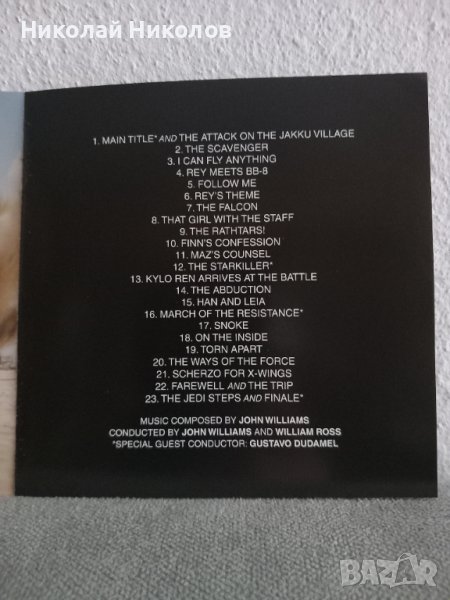 Николай Николов
1. MAIN TITLE* AND THE ATTACK ON THE JAKKU VILLAGE
2. THE SCAVENGER
3. I CAN FLY ANYTHING
4. REY MEETS BB-8
5. FOLLOW ME
6. REY'S THEME
7. THE FALCON
8. THAT GIRL WITH THE STAFF
9. THE RATHTARS!
10. FINN'S CONFESSION
11. MAZ'S COUNSEL
12. THE STARKILLER*
13. KYLO REN ARRIVES AT THE BATTLE
14. THE ABDUCTION
15. HAN AND LEIA
16. MARCH OF THE RESISTANCE*
17. SNOKE
18. ON THE INSIDE
19. TORN APART
20. THE WAYS OF THE FORCE
21. SCHERZO FOR X-WINGS
22. FAREWELL AND THE TRIP
23. THE JEDI STEPS AND FINALE*
MUSIC COMPOSED BY JOHN WILLIAMS
CONDUCTED BY JOHN WILLIAMS AND WILLIAM ROSS
*SPECIAL GUEST CONDUCTOR: GUSTAVO DUDAMEL
BAZAR